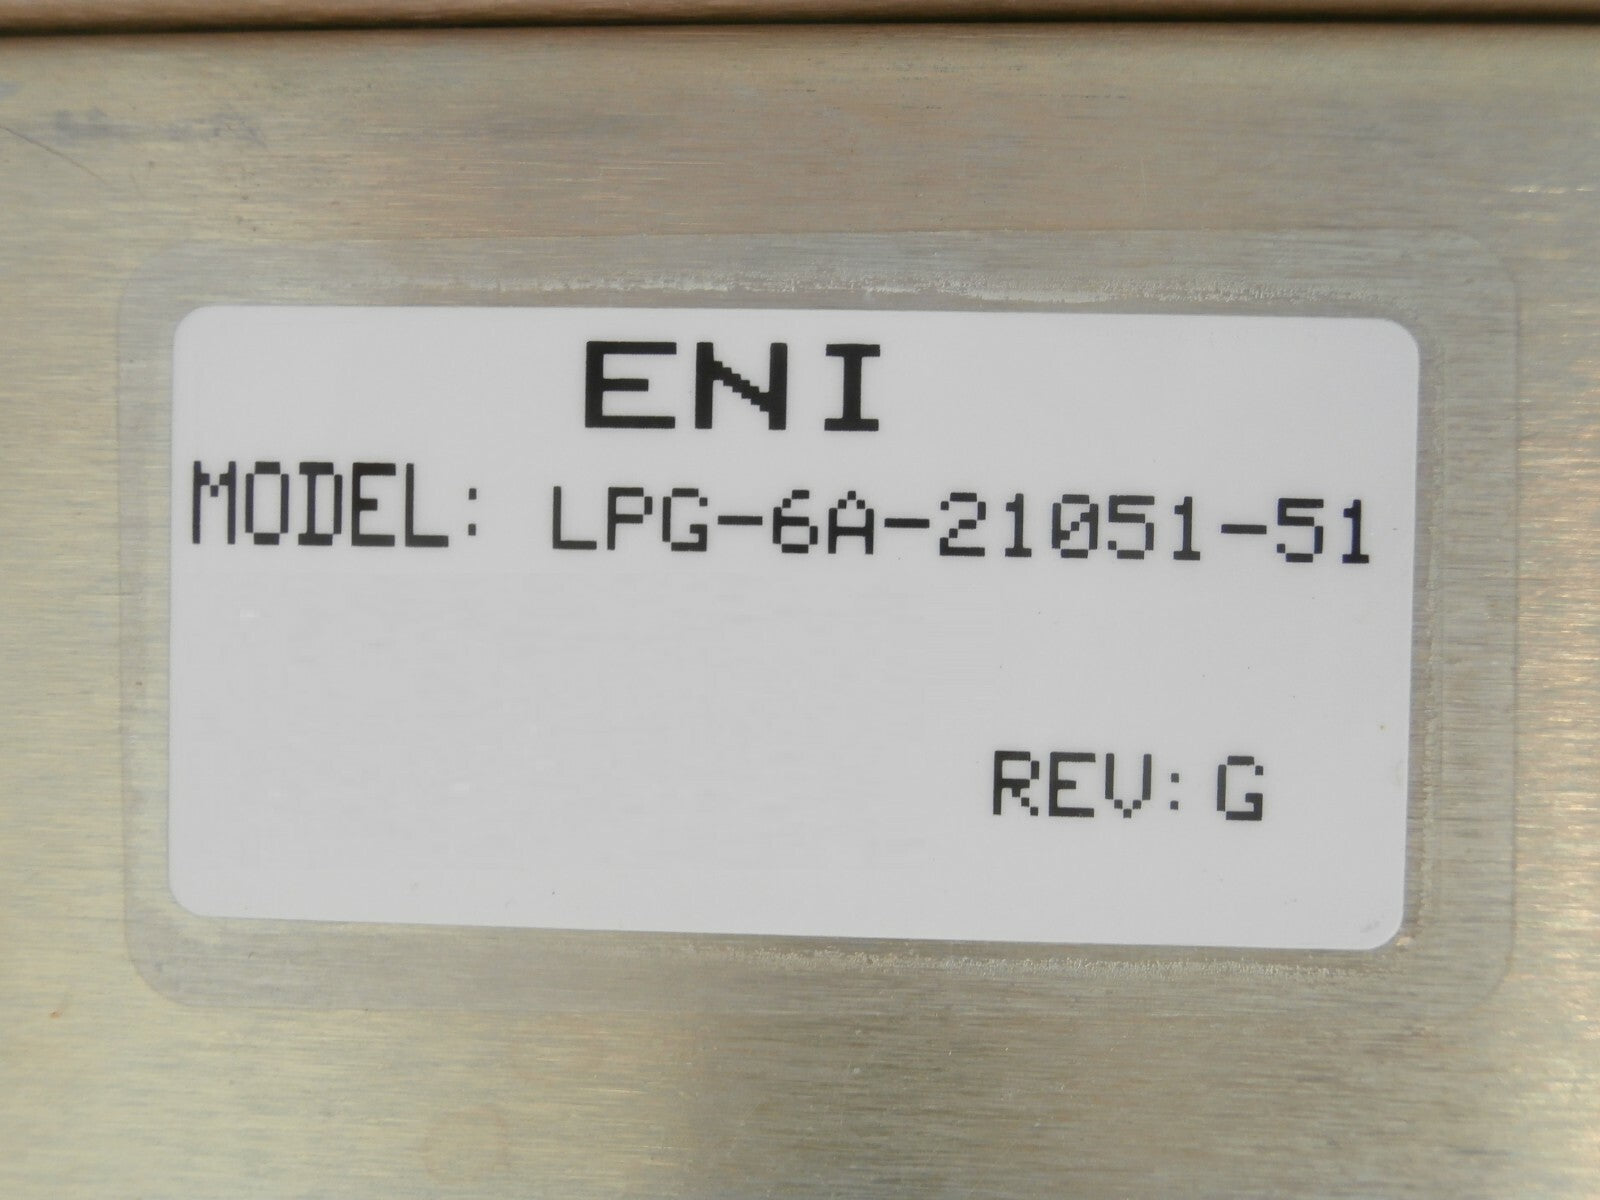 ENI
MODEL: LPG-6A-21051-51
REV: G